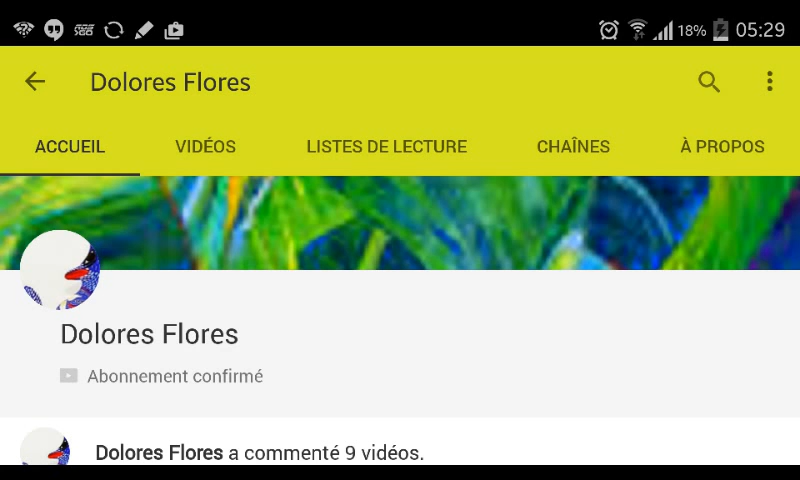 18% 05:29
Dolores Flores
ACCUEIL VIDÉOS LISTES DE LECTURE CHAÎNES À PROPOS
Dolores Flores
Abonnement confirmé
Dolores Flores a commenté 9 vidéos.